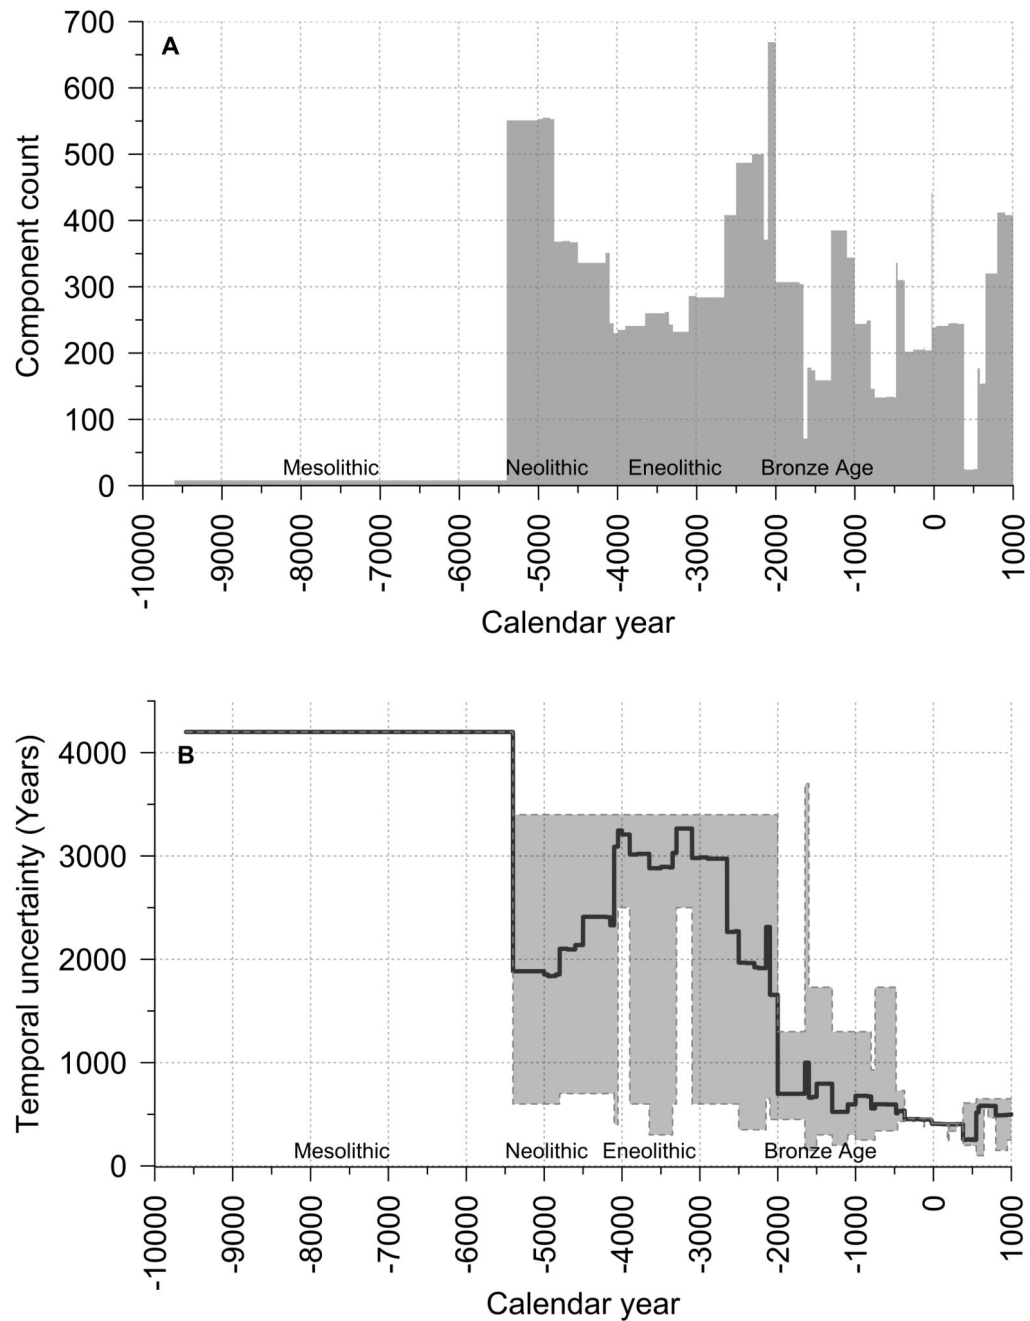 A
700
600
500
400
300
200
100
0
Component count
Mesolithic Neolithic Eneolithic Bronze Age
-10000 -9000 -8000 -7000 -6000 -5000 -4000 -3000 -2000 -1000 0 1000
Calendar year
B
4000
3000
2000
1000
0
Temporal uncertainty (Years)
Mesolithic Neolithic Eneolithic Bronze Age
-10000 -9000 -8000 -7000 -6000 -5000 -4000 -3000 -2000 -1000 0 1000
Calendar year